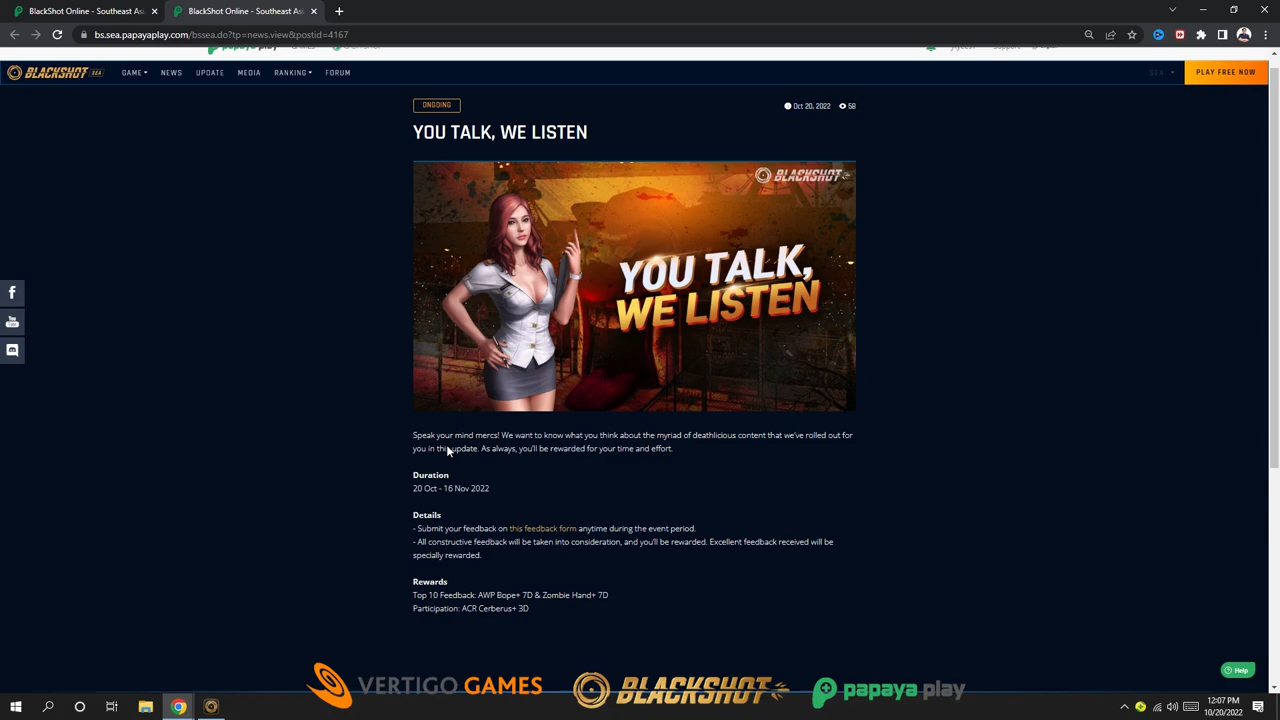 BlackShot Online - Southeast Asi
BlackShot Online - Southeast Asi
bs.sea.papayaplay.com/bssea.do?tp=news.view&postid=4167
papaya play
BLACKSHOT SEA
GAME
NEWS
UPDATE
MEDIA
RANKING
FORUM
SEA
PLAY FREE NOW
ONGOING
Oct 20, 2022
58
YOU TALK, WE LISTEN
BLACKSHOT
YOU TALK,
WE LISTEN
Speak your mind mercs! We want to know what you think about the myriad of deathlicious content that we've rolled out for
you in this update. As always, you'll be rewarded for your time and effort.
Duration
20 Oct - 16 Nov 2022
Details
- Submit your feedback on this feedback form anytime during the event period.
- All constructive feedback will be taken into consideration, and you'll be rewarded. Excellent feedback received will be
specially rewarded.
Rewards
Top 10 Feedback: AWP Bope+ 7D & Zombie Hand+ 7D
Participation: ACR Cerberus+ 3D
Help
VERTIGO GAMES
BLACKSHOT
papaya play
12:07 PM
10/20/2022